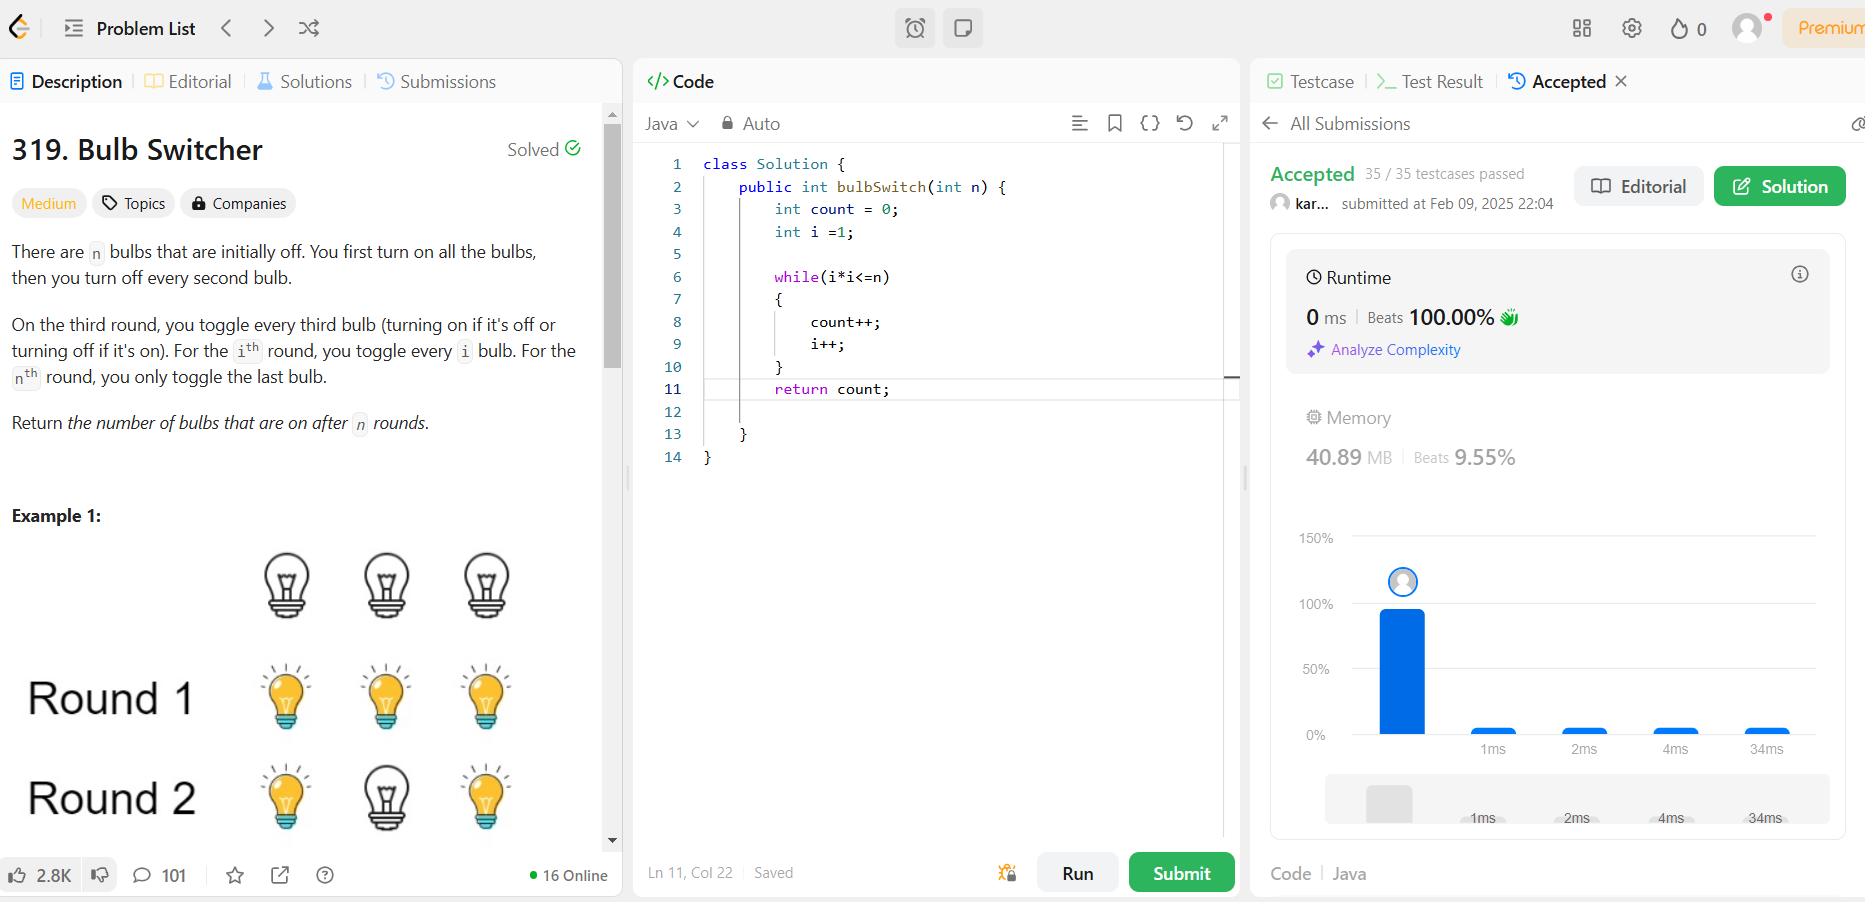 Problem List
0
Premium
Description
Editorial
Solutions
Submissions
319. Bulb Switcher
Solved
Medium
Topics
Companies
There are n bulbs that are initially off. You first turn on all the bulbs,
then you turn off every second bulb.
On the third round, you toggle every third bulb (turning on if it's off or
turning off if it's on). For the ith round, you toggle every i bulb. For the
nth round, you only toggle the last bulb.
Return the number of bulbs that are on after n rounds.
Example 1:
Round 1
Round 2
2.8K
101
16 Online
</> Code
Java
Auto
1 class Solution {
2 public int bulbSwitch(int n) {
3 int count = 0;
4 int i =1;
5
6 while(i*i<=n)
7 {
8 count++;
9 i++;
10 }
11 return count;
12
13 }
14 }
Ln 11, Col 22
Saved
Run
Submit
Testcase
Test Result
Accepted
All Submissions
Accepted 35 / 35 testcases passed
kar... submitted at Feb 09, 2025 22:04
Editorial
Solution
Runtime
0 ms Beats 100.00%
Analyze Complexity
Memory
40.89 MB Beats 9.55%
150%
100%
50%
0%
1ms 2ms 4ms 34ms
1ms 2ms 4ms 34ms
Code Java